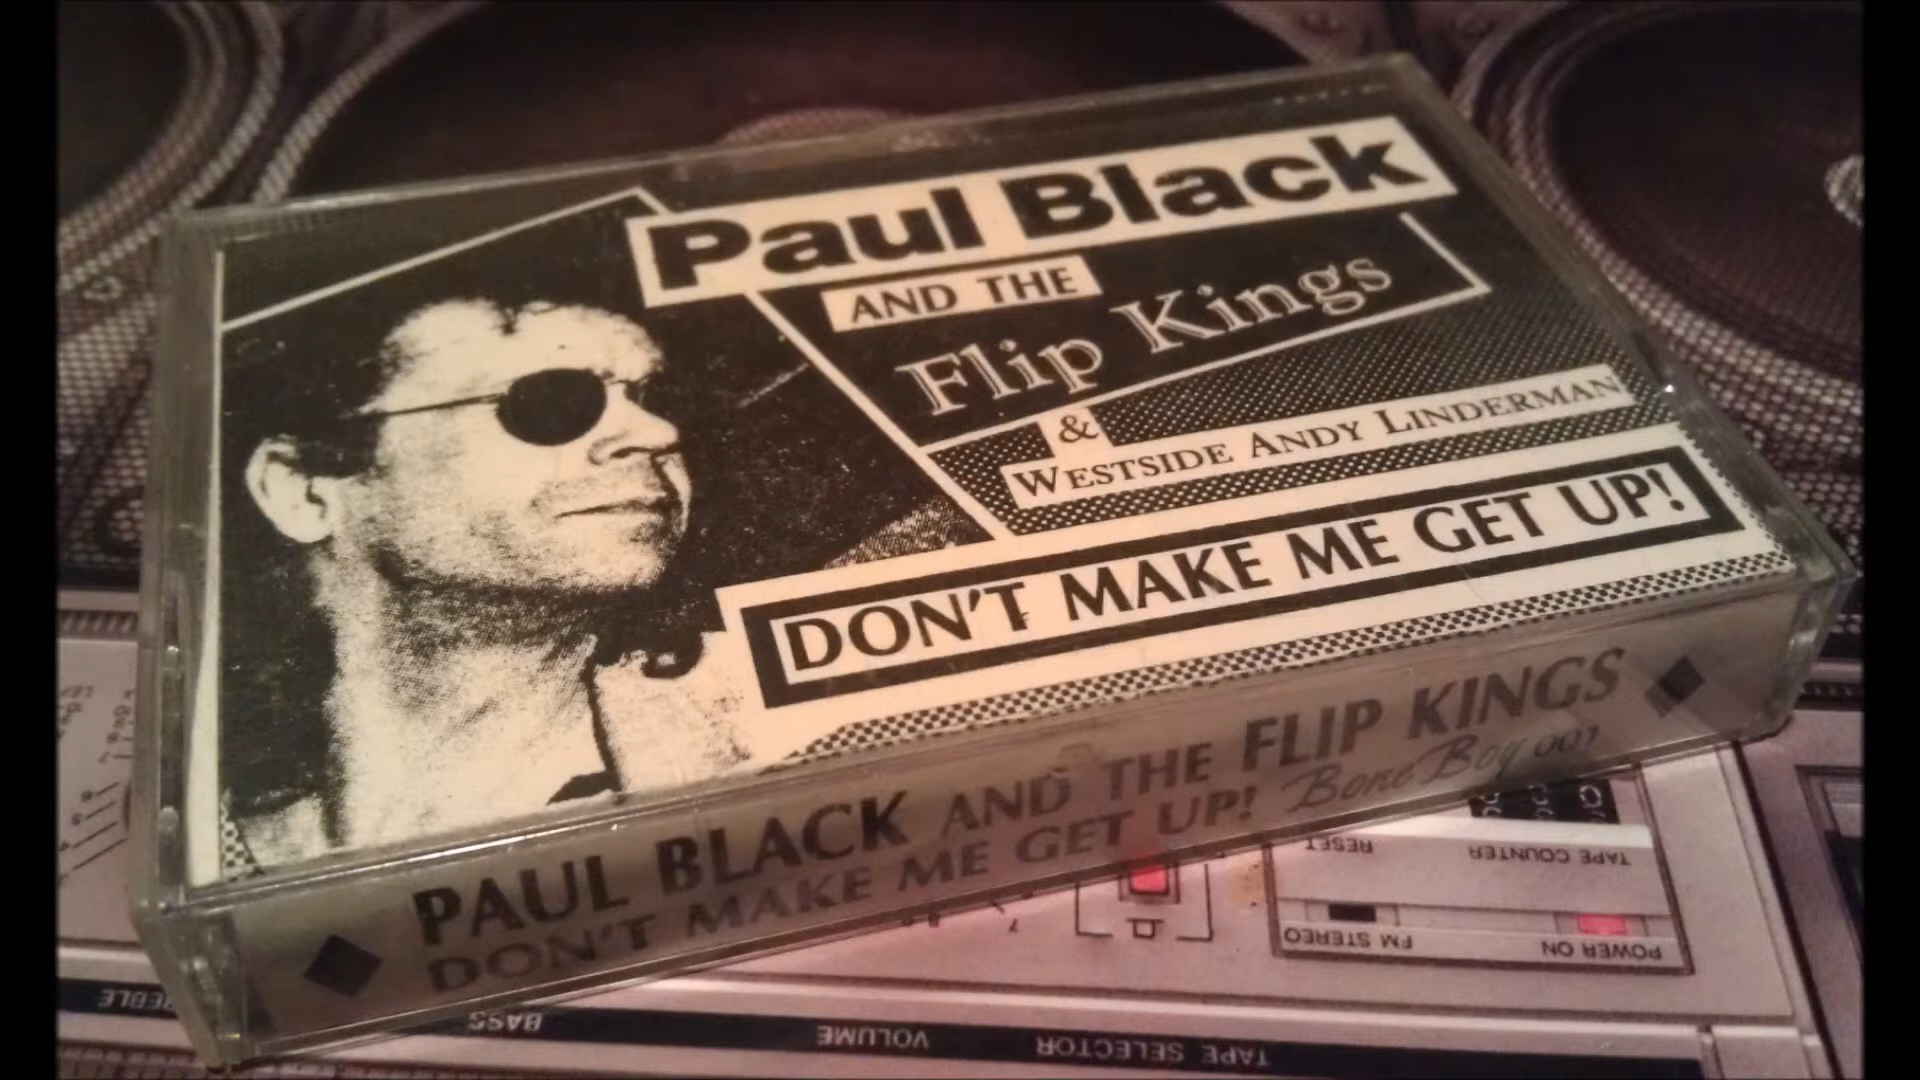 Paul Black
AND THE
Flip Kings
&
WESTSIDE ANDY LINDERMAN
DON'T MAKE ME GET UP!
PAUL BLACK AND THE FLIP KINGS
DON'T MAKE ME GET UP! Bone Boy 001
RESET
TAPE COUNTER
FM STEREO
POWER ON
BASS
VOLUME
TAPE SELECTOR